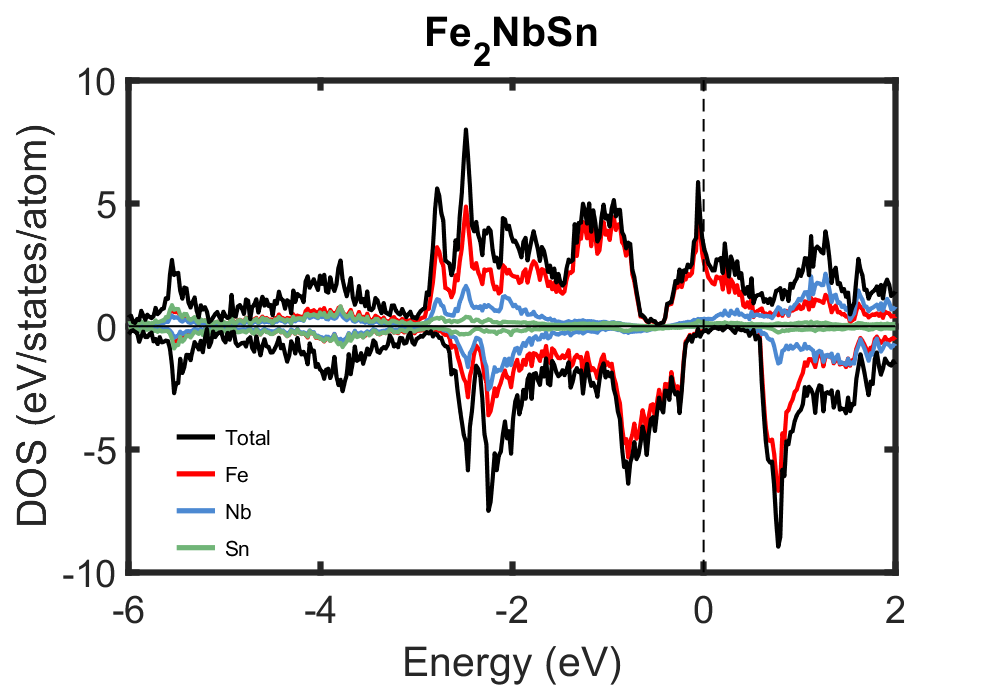 Fe2NbSn
10
5
0
-5
-10
DOS (eV/states/atom)
Total
Fe
Nb
Sn
-6 -4 -2 0 2
Energy (eV)